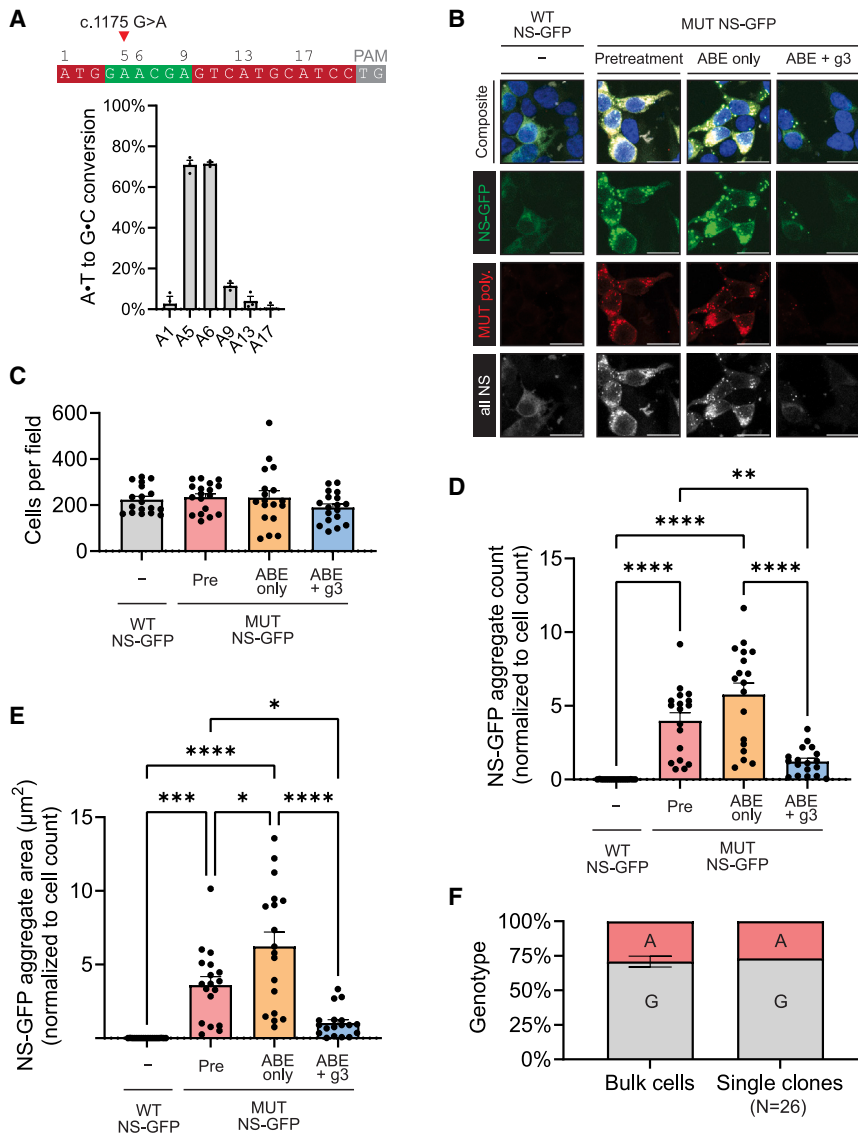 A
c.1175 G>A
1 5 6 9 13 17 PAM
A T G G A A C G A G T C A T G C A T C C T G
100%
80%
60%
40%
20%
0%
A•T to G•C conversion
A1 A5 A6 A9 A13 A17
B
WT NS-GFP
MUT NS-GFP
– Pretreatment ABE only ABE + g3
Composite
NS-GFP
MUT poly.
all NS
C
600
400
200
0
Cells per field
– Pre ABE only ABE + g3
WT NS-GFP
MUT NS-GFP
D
** 
****
**** ****
15
10
5
0
NS-GFP aggregate count
(normalized to cell count)
– Pre ABE only ABE + g3
WT NS-GFP
MUT NS-GFP
E
*
****
*** * ****
15
10
5
NS-GFP aggregate area (µm²)
(normalized to cell count)
– Pre ABE only ABE + g3
WT NS-GFP
MUT NS-GFP
F
100%
75%
50%
25%
0%
Genotype
A A
G G
Bulk cells Single clones
(N=26)